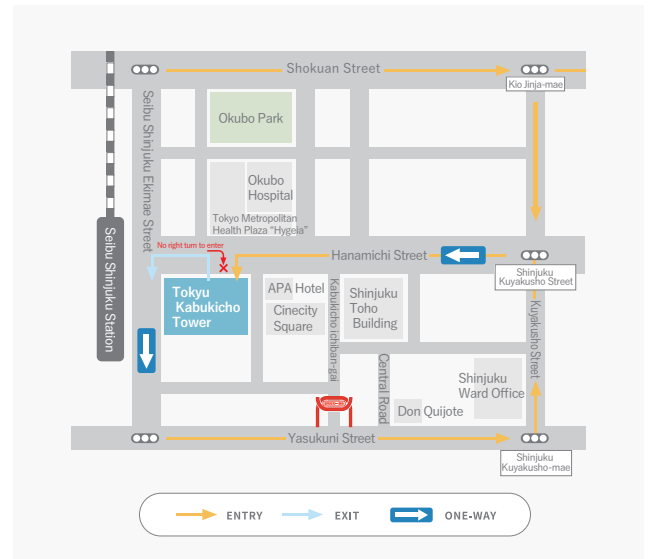 Shokuan Street
Kio Jinja-mae
Seibu Shinjuku Ekimae Street
Okubo Park
Okubo
Hospital
Tokyo Metropolitan
Health Plaza "Hygeia"
Seibu Shinjuku Station
No right turn to enter
Hanamichi Street
Shinjuku
Kuyakusho Street
Tokyu
Kabukicho
Tower
APA Hotel
Cinecity
Square
Kabukicho ichiban-gai
Shinjuku
Toho
Building
Kuyakusho Street
Central Road
Shinjuku
Ward Office
Don Quijote
Yasukuni Street
Shinjuku
Kuyakusho-mae
ENTRY
EXIT
ONE-WAY